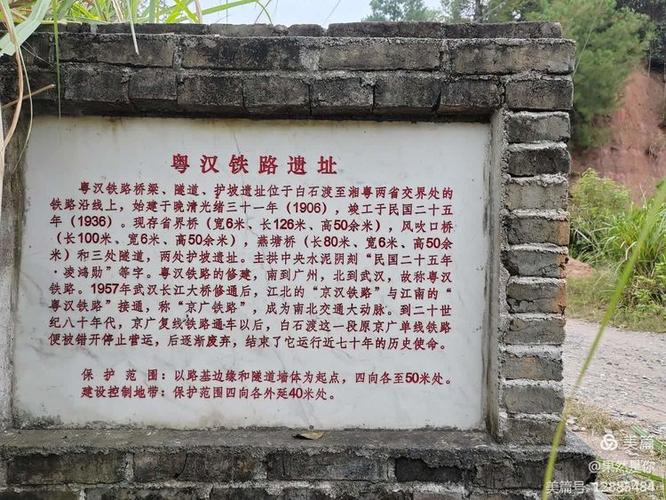 粤汉铁路遗址
粤汉铁路桥梁、隧道、护坡遗址位于白石渡至湘粤两省交界处的
铁路沿线上，始建于晚清光绪三十一年（1906），竣工于民国二十五
年（1936）。现存省界桥（宽6米、长126米、高50余米），风吹口桥
（长100米、宽6米、高50余米），燕塘桥（长80米、宽6米、高50余
米）和三处隧道，两处护坡遗址。主拱中央水泥阴刻“民国二十五年
·凌鸿勋”等字。粤汉铁路的修建，南到广州，北到武汉，故称粤汉
铁路。1957年武汉长江大桥修通后，江北的“京汉铁路”与江南的“
粤汉铁路”接通，称“京广铁路”，成为南北交通大动脉。到二十世
纪八十年代，京广复线铁路通车以后，白石渡这一段原京广单线铁路
便被错开停止营运，后逐渐废弃，结束了它运行近七十年的历史使命。
保护范围：以路基边缘和隧道墙体为起点，四向各至50米处。
建设控制地带：保护范围四向各外延40米处。
美篇
@果然是你
美篇号：12885484